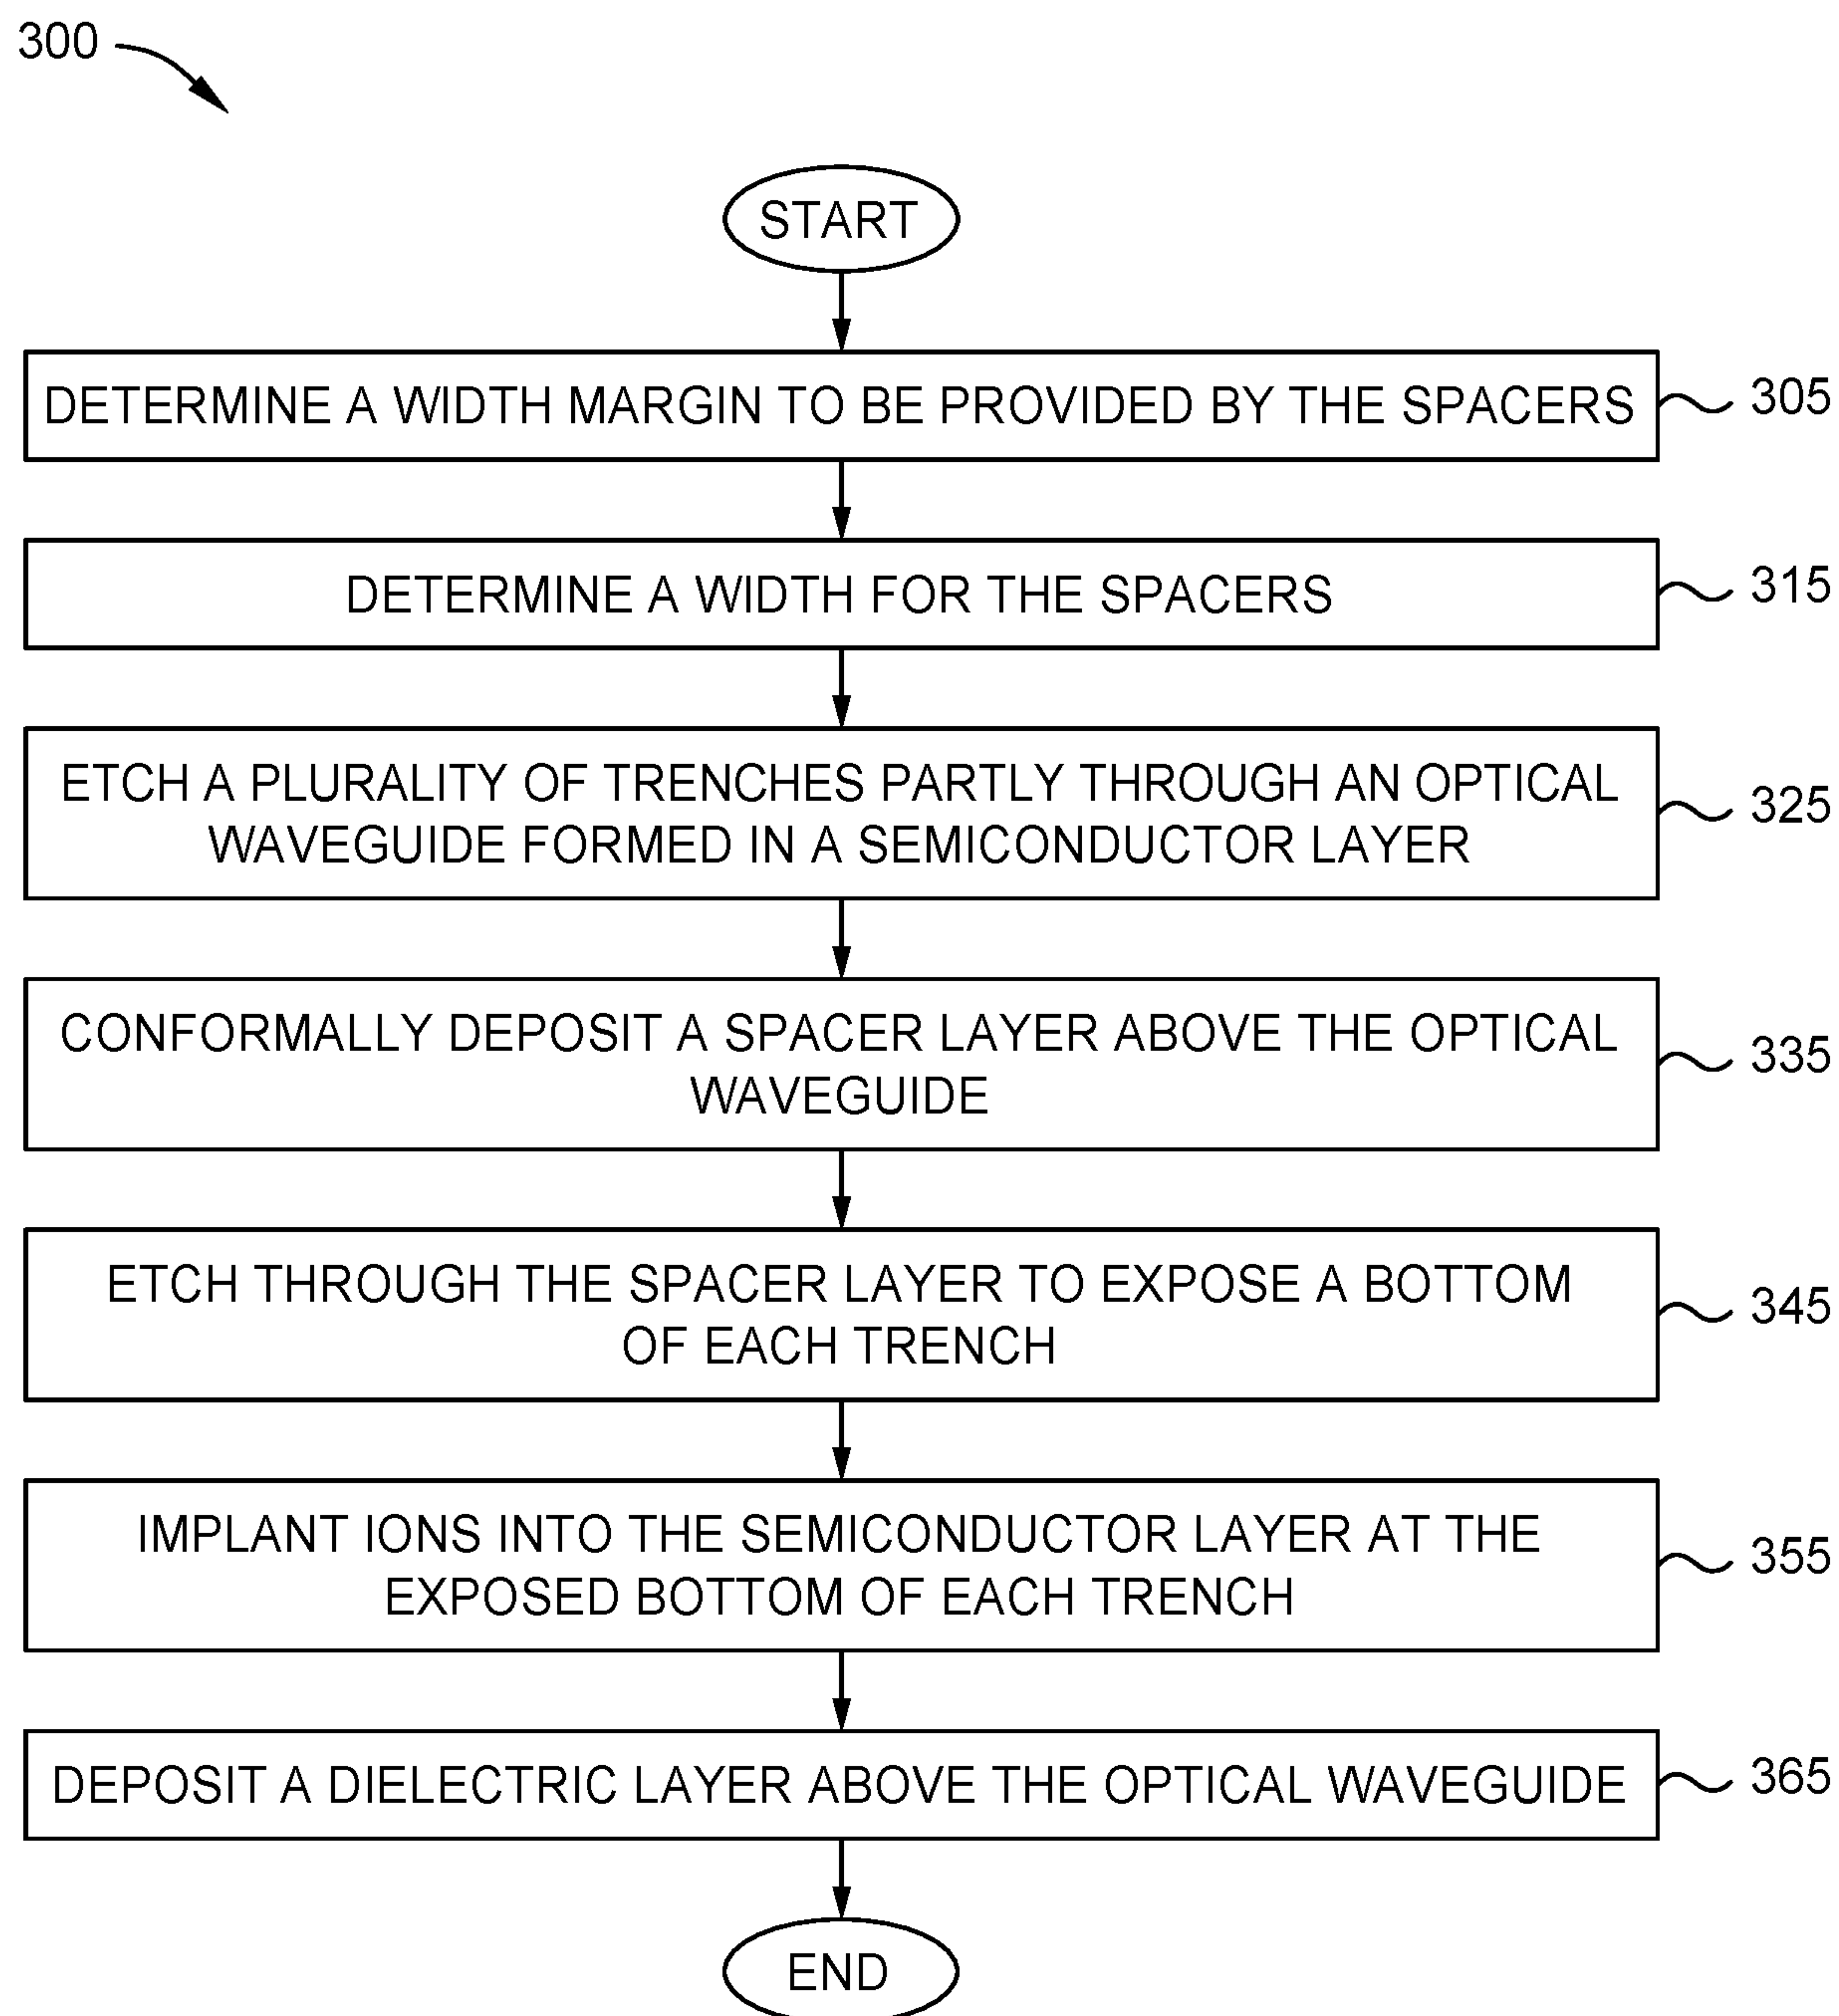 300
START
DETERMINE A WIDTH MARGIN TO BE PROVIDED BY THE SPACERS
305
DETERMINE A WIDTH FOR THE SPACERS
315
ETCH A PLURALITY OF TRENCHES PARTLY THROUGH AN OPTICAL
WAVEGUIDE FORMED IN A SEMICONDUCTOR LAYER
325
CONFORMALLY DEPOSIT A SPACER LAYER ABOVE THE OPTICAL
WAVEGUIDE
335
ETCH THROUGH THE SPACER LAYER TO EXPOSE A BOTTOM
OF EACH TRENCH
345
IMPLANT IONS INTO THE SEMICONDUCTOR LAYER AT THE
EXPOSED BOTTOM OF EACH TRENCH
355
DEPOSIT A DIELECTRIC LAYER ABOVE THE OPTICAL WAVEGUIDE
365
END